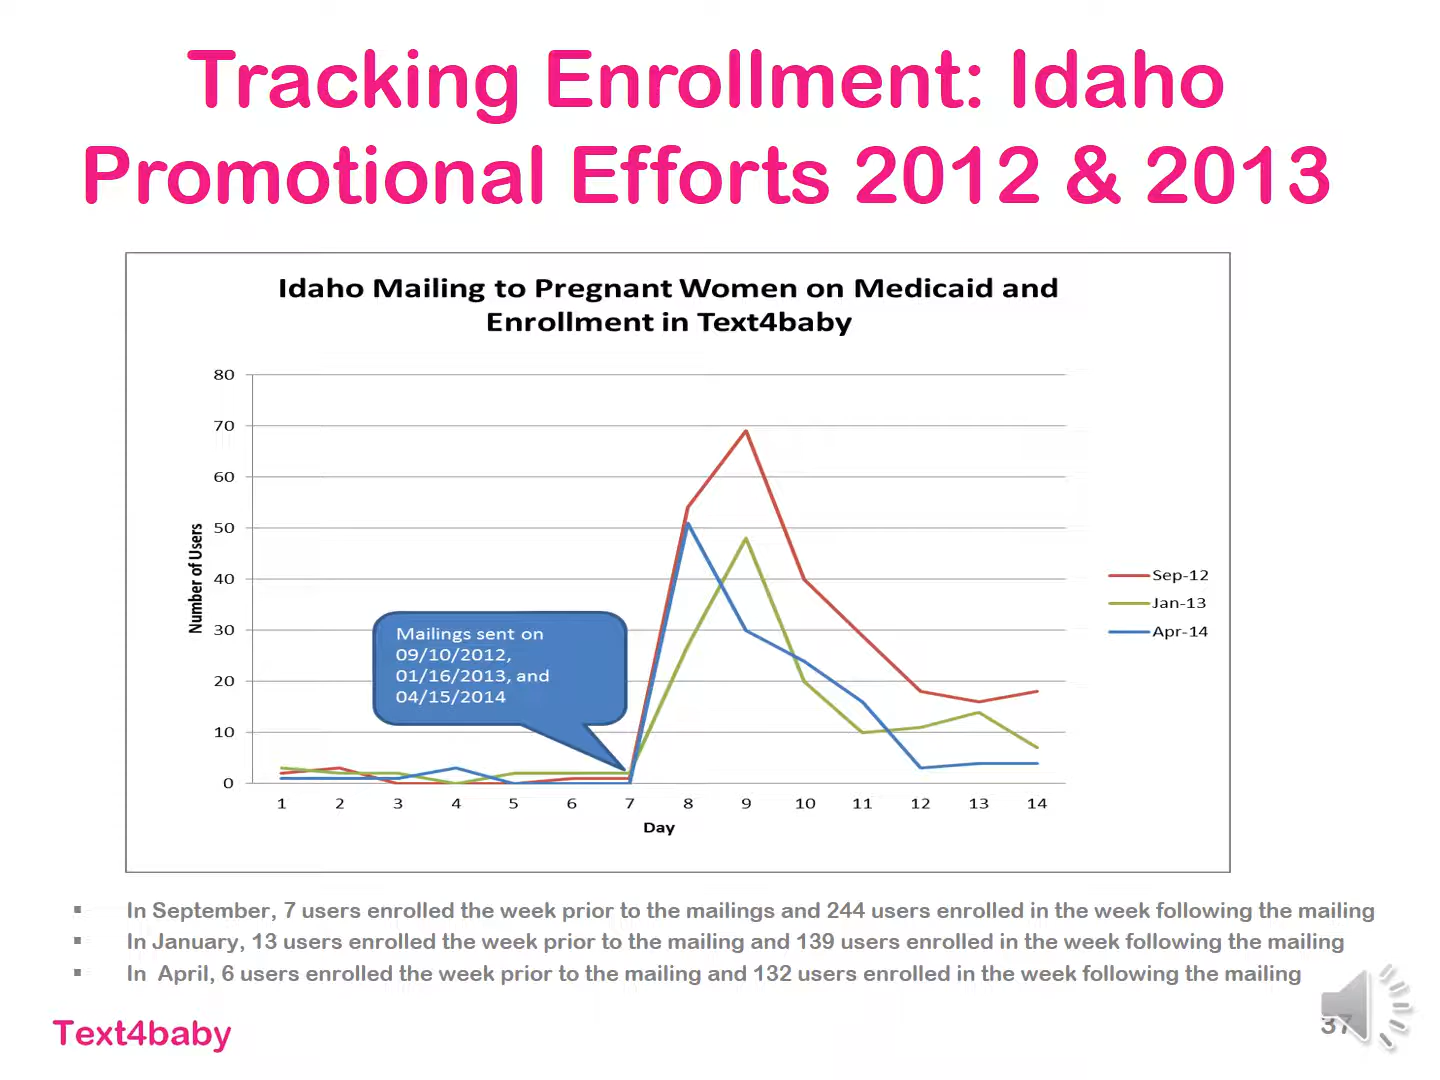 Tracking Enrollment: Idaho
Promotional Efforts 2012 & 2013
Idaho Mailing to Pregnant Women on Medicaid and
Enrollment in Text4baby
80
70
60
50
40
30
20
10
0
Number of Users
Mailings sent on
09/10/2012,
01/16/2013, and
04/15/2014
1 2 3 4 5 6 7 8 9 10 11 12 13 14
Day
Sep-12
Jan-13
Apr-14
▪ In September, 7 users enrolled the week prior to the mailings and 244 users enrolled in the week following the mailing
▪ In January, 13 users enrolled the week prior to the mailing and 139 users enrolled in the week following the mailing
▪ In April, 6 users enrolled the week prior to the mailing and 132 users enrolled in the week following the mailing
Text4baby
37